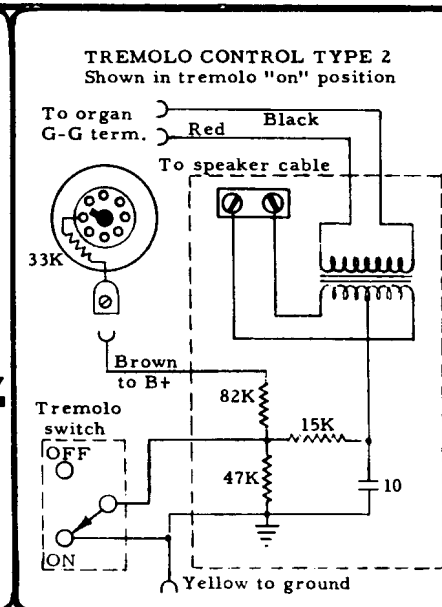 TREMOLO CONTROL TYPE 2
Shown in tremolo "on" position
To organ
G-G term.
Black
Red
To speaker cable
33K
Brown
to B+
82K
Tremolo
switch
15K
OFF
47K
10
ON
Yellow to ground